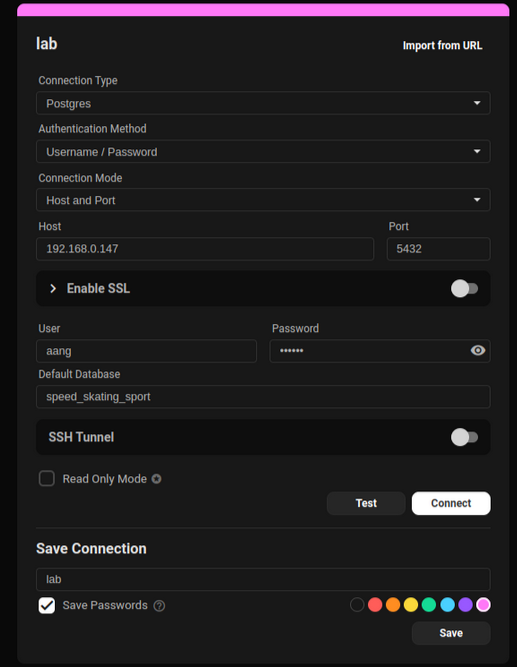 lab
Import from URL
Connection Type
Postgres
Authentication Method
Username / Password
Connection Mode
Host and Port
Host
Port
192.168.0.147
5432
Enable SSL
User
Password
aang
••••••
Default Database
speed_skating_sport
SSH Tunnel
Read Only Mode
Test
Connect
Save Connection
lab
Save Passwords
Save